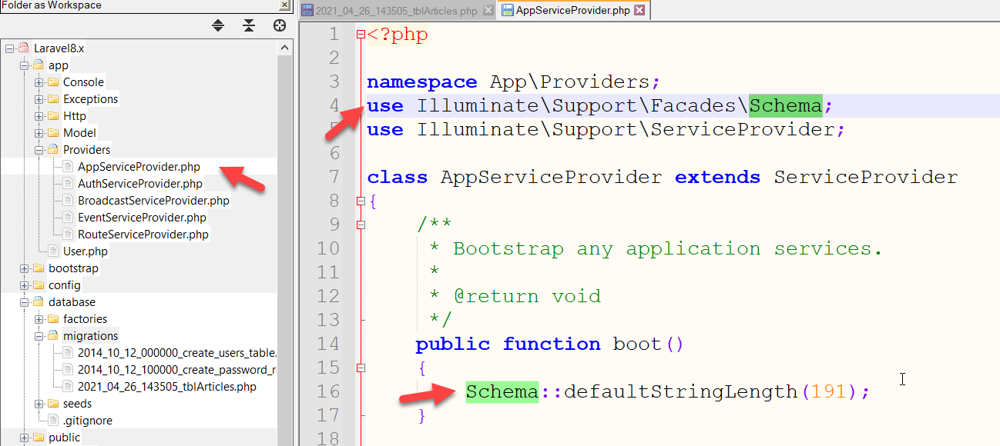 Folder as Workspace
Laravel8.x
app
Console
Exceptions
Http
Model
Providers
AppServiceProvider.php
AuthServiceProvider.php
BroadcastServiceProvider.php
EventServiceProvider.php
RouteServiceProvider.php
User.php
bootstrap
config
database
factories
migrations
2014_10_12_000000_create_users_table.
2014_10_12_100000_create_password_r
2021_04_26_143505_tblArticles.php
seeds
.gitignore
public
2021_04_26_143505_tblArticles.php AppServiceProvider.php
1 <?php
2
3 namespace App\Providers;
4 use Illuminate\Support\Facades\Schema;
5 use Illuminate\Support\ServiceProvider;
6
7 class AppServiceProvider extends ServiceProvider
8 {
9 /**
10 * Bootstrap any application services.
11 *
12 * @return void
13 */
14 public function boot()
15 {
16 Schema::defaultStringLength(191);
17 }
18